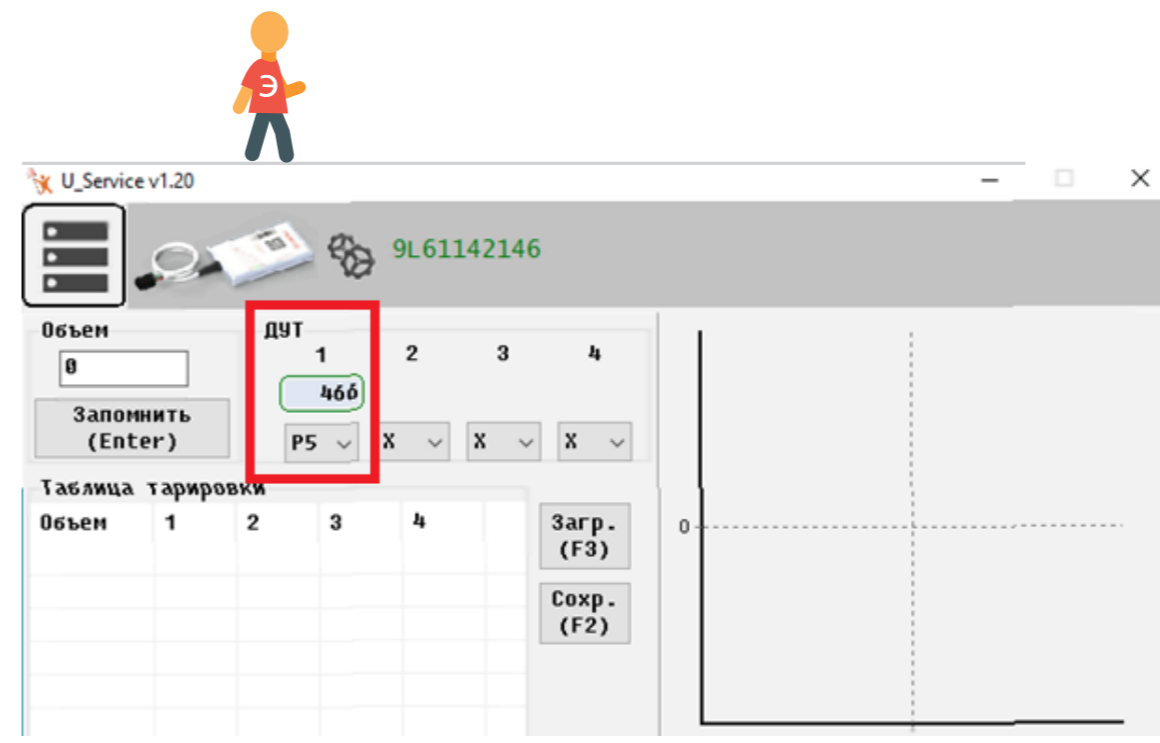 Э
U_Service v1.20
9L61142146
Объем
ДУТ
1 2 3 4
0
466
Запомнить
(Enter)
P5 X X X
Таблица тарировки
Объем 1 2 3 4
Загр.
(F3)
0
Сохр.
(F2)